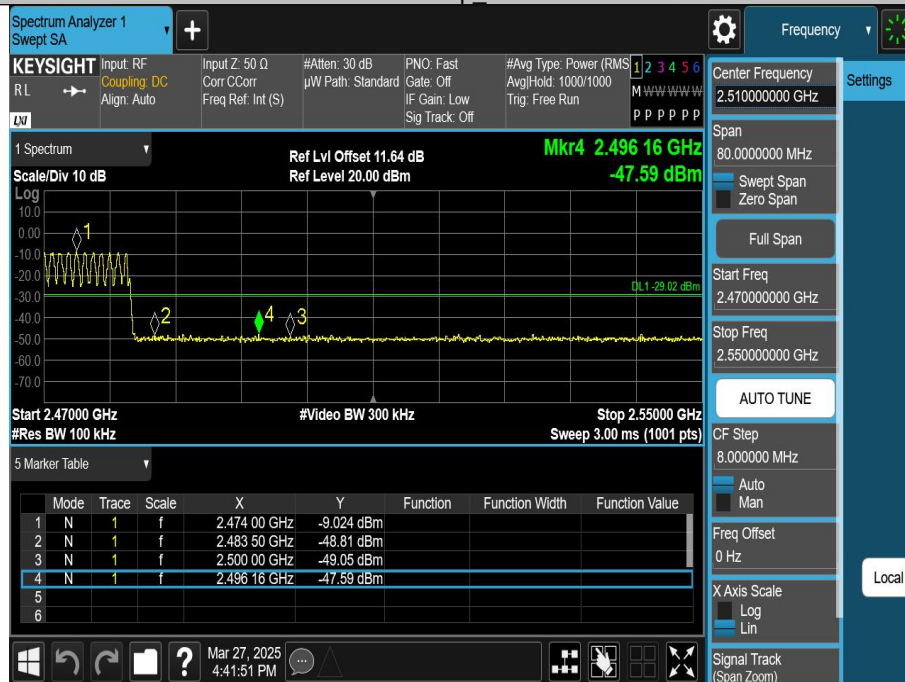 Spectrum Analyzer 1
Swept SA
+
Frequency
KEYSIGHT
RL
LXI
Input: RF
Coupling: DC
Align: Auto
Input Z: 50 Ω
Corr CCorr
Freq Ref: Int (S)
#Atten: 30 dB
µW Path: Standard
PNO: Fast
Gate: Off
IF Gain: Low
Sig Track: Off
#Avg Type: Power (RMS
Avg|Hold: 1000/1000
Trig: Free Run
1 2 3 4 5 6
M W W W W W
P P P P P P
1 Spectrum
Scale/Div 10 dB
Log
Ref Lvl Offset 11.64 dB
Ref Level 20.00 dBm
Mkr4 2.496 16 GHz
-47.59 dBm
10.0
0.00
-10.0
-20.0
-30.0
-40.0
-50.0
-60.0
-70.0
1
2
4
3
DL1 -29.02 dBm
Start 2.47000 GHz
#Video BW 300 kHz
Stop 2.55000 GHz
#Res BW 100 kHz
Sweep 3.00 ms (1001 pts)
5 Marker Table
Mode Trace Scale X Y Function Function Width Function Value
1 N 1 f 2.474 00 GHz -9.024 dBm
2 N 1 f 2.483 50 GHz -48.81 dBm
3 N 1 f 2.500 00 GHz -49.05 dBm
4 N 1 f 2.496 16 GHz -47.59 dBm
5
6
?
Mar 27, 2025
4:41:51 PM
Center Frequency
2.510000000 GHz
Span
80.0000000 MHz
Swept Span
Zero Span
Full Span
Start Freq
2.470000000 GHz
Stop Freq
2.550000000 GHz
AUTO TUNE
CF Step
8.000000 MHz
Auto
Man
Freq Offset
0 Hz
X Axis Scale
Log
Lin
Signal Track
(Span Zoom)
Settings
Local